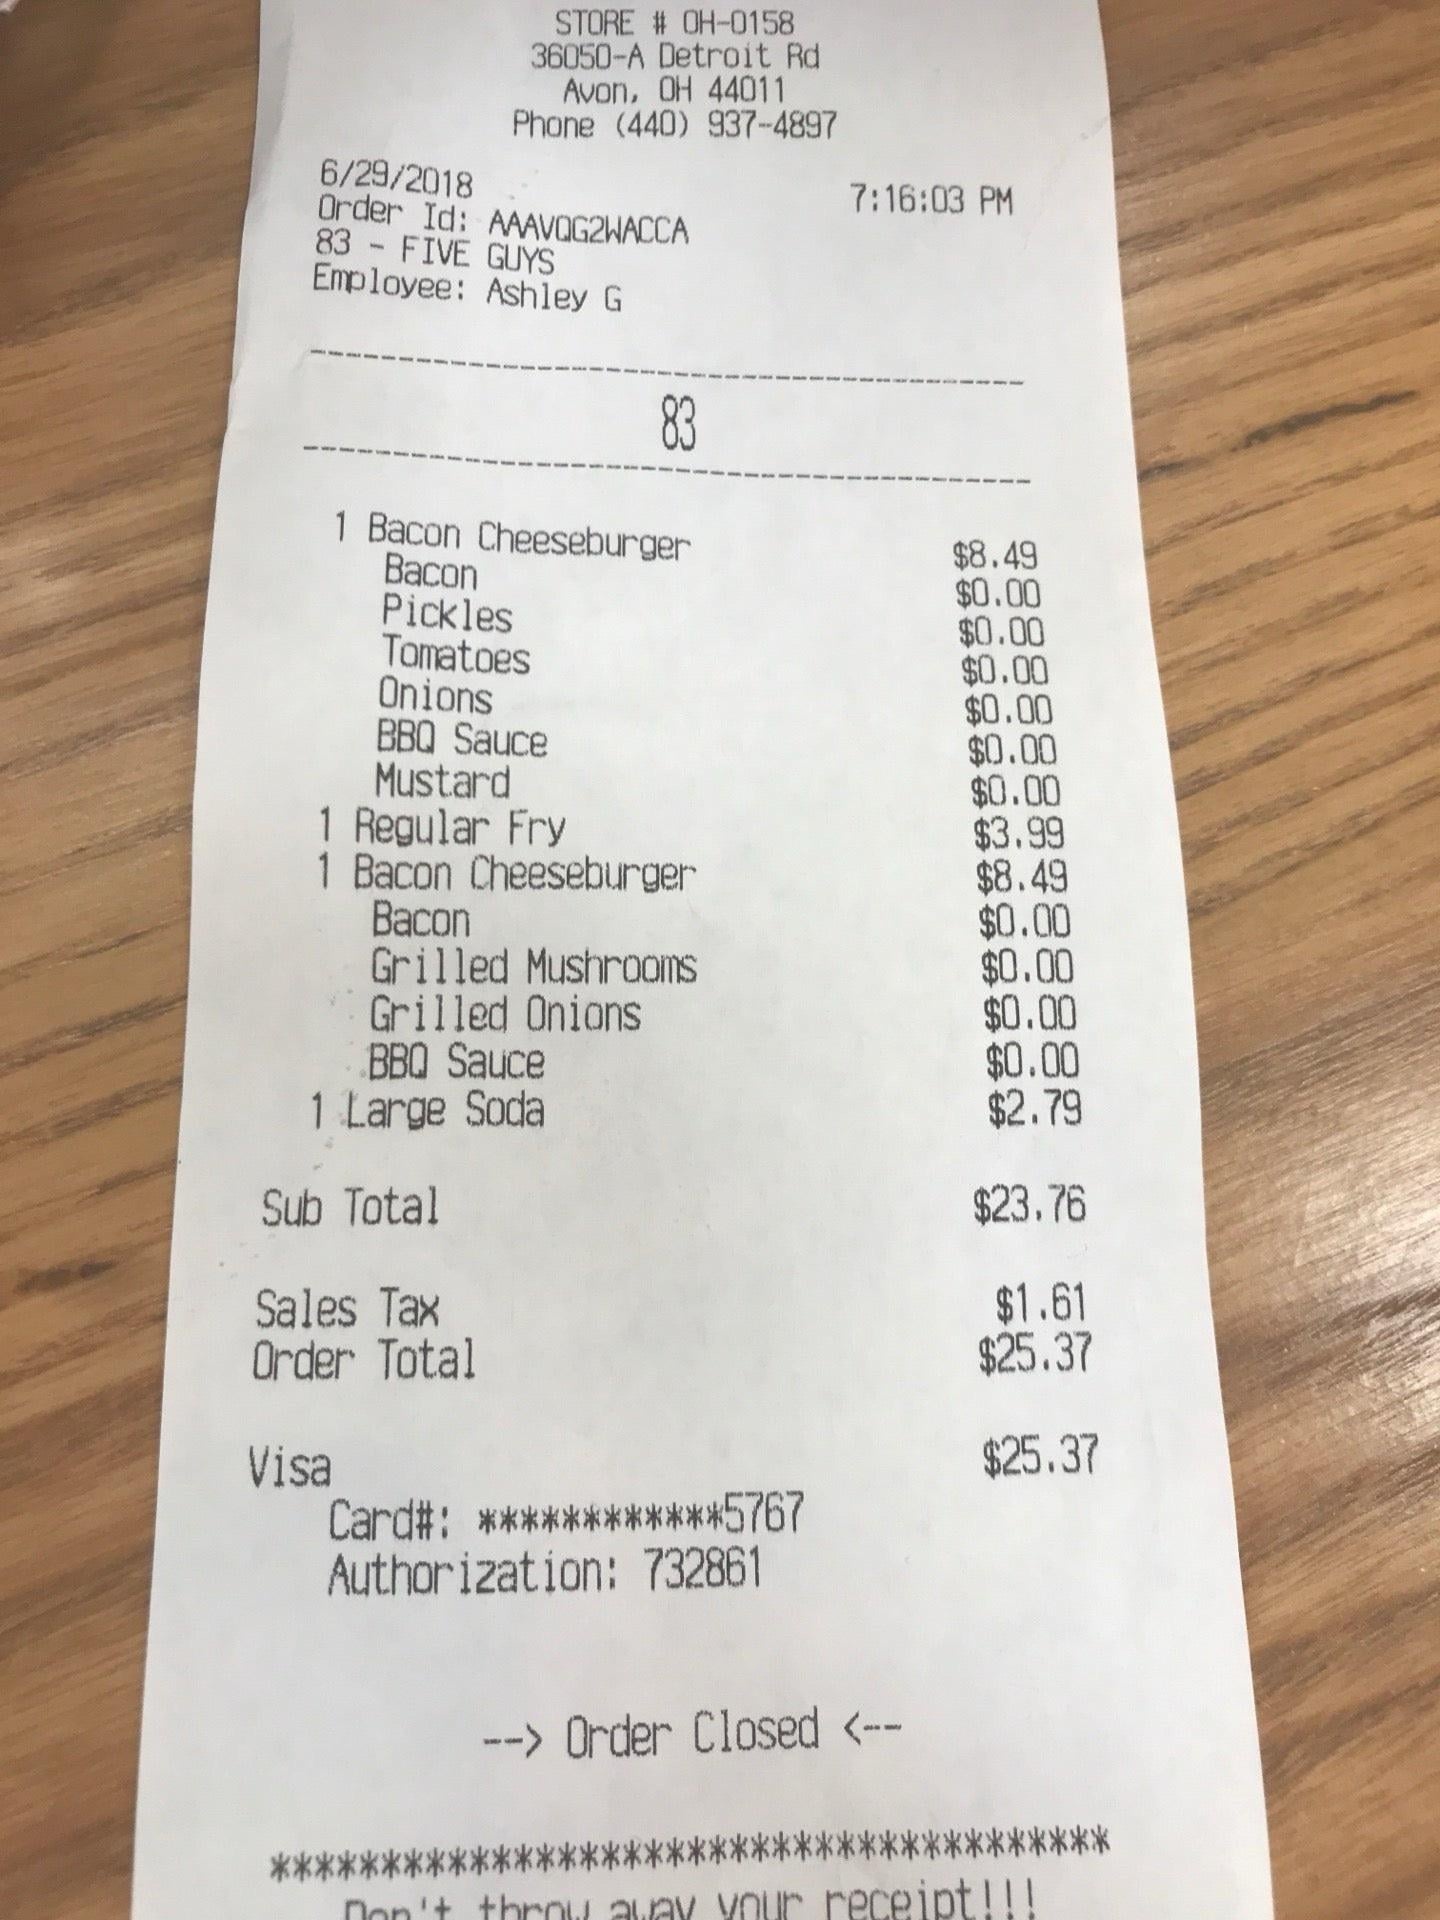 STORE # OH-0158
36050-A Detroit Rd
Avon, OH 44011
Phone (440) 937-4897
6/29/2018 7:16:03 PM
Order Id: AAAVQG2WACCA
83 - FIVE GUYS
Employee: Ashley G
--------------------------------------------------
83
--------------------------------------------------
1 Bacon Cheeseburger $8.49
Bacon $0.00
Pickles $0.00
Tomatoes $0.00
Onions $0.00
BBQ Sauce $0.00
Mustard $0.00
1 Regular Fry $3.99
1 Bacon Cheeseburger $8.49
Bacon $0.00
Grilled Mushrooms $0.00
Grilled Onions $0.00
BBQ Sauce $0.00
1 Large Soda $2.79
Sub Total $23.76
Sales Tax $1.61
Order Total $25.37
Visa $25.37
Card#: ************5767
Authorization: 732861
--> Order Closed <--
**************************************
Don't throw away your receipt!!!